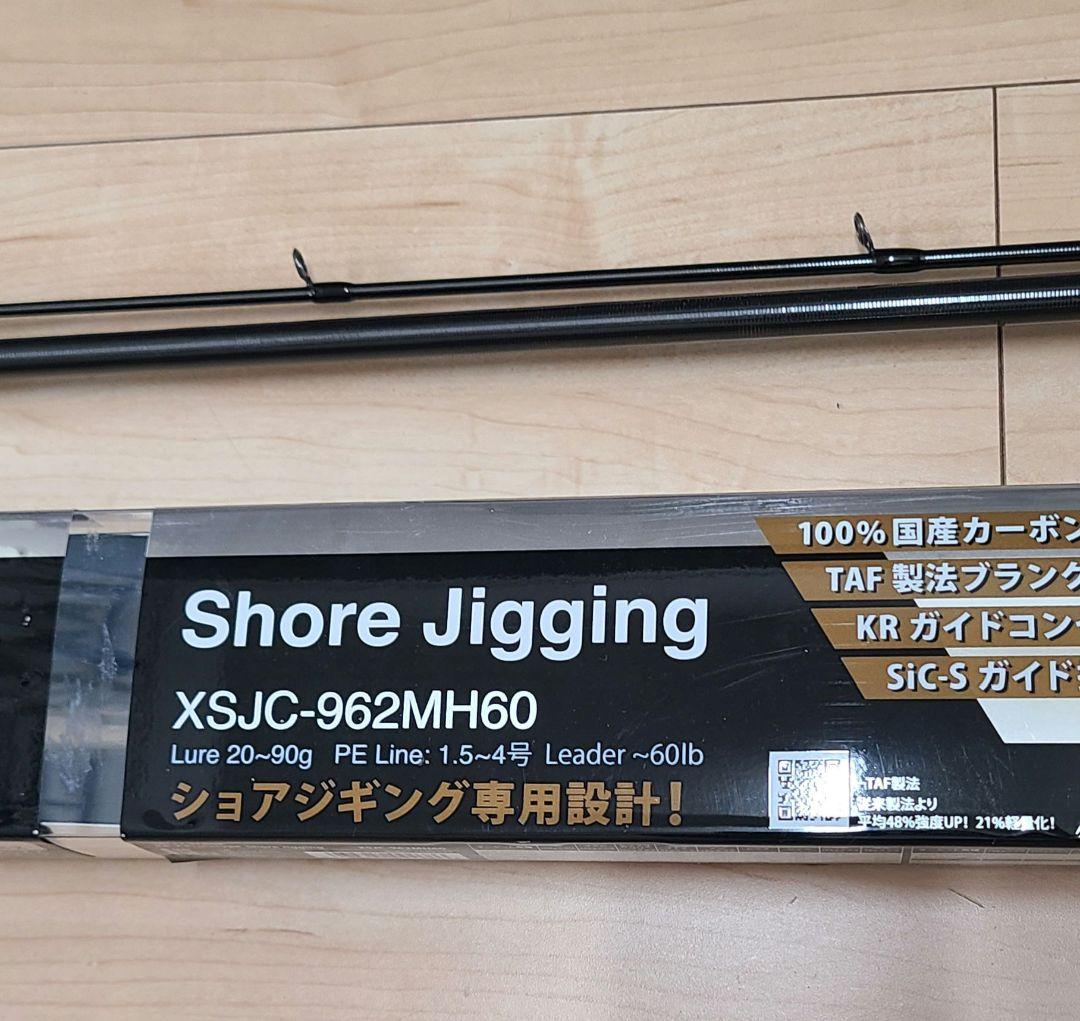 100%国産カーボン
TAF 製法ブランク
KR ガイドコン
SiC-S ガイド
Shore Jigging
XSJC-962MH60
Lure 20~90g PE Line: 1.5~4号 Leader ~60lb
ショアジギング専用設計!
TAF製法
従来製法より
平均48%強度UP! 21%軽量化!